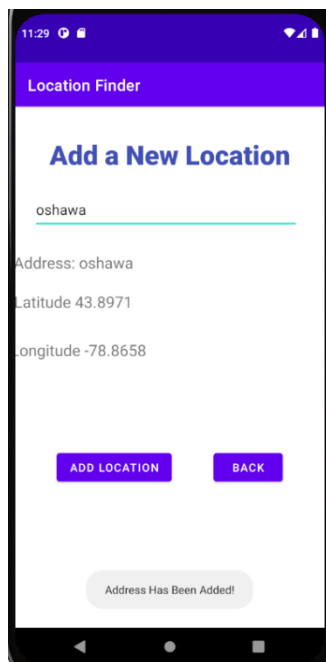 11:29
Location Finder
Add a New Location
oshawa
Address: oshawa
Latitude 43.8971
Longitude -78.8658
ADD LOCATION BACK
Address Has Been Added!